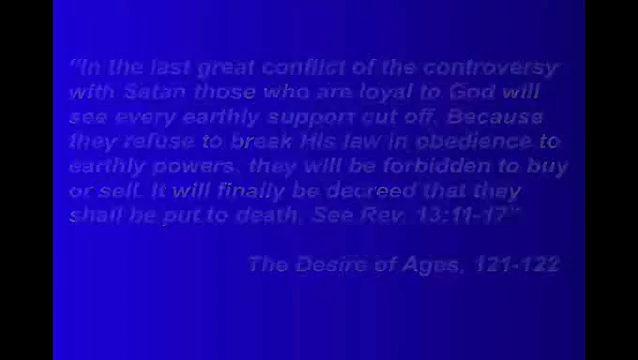 "In the last great conflict of the controversy
with Satan those who are loyal to God will
see every earthly support cut off. Because
they refuse to break His law in obedience to
earthly powers, they will be forbidden to buy
or sell. It will finally be decreed that they
shall be put to death. See Rev. 13:11-17"
The Desire of Ages, 121-122